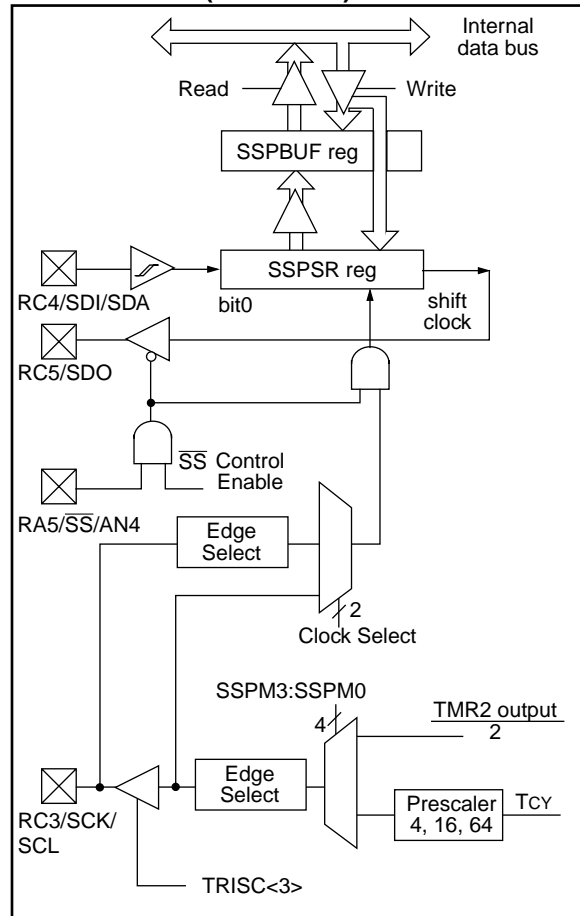 Internal
data bus
Read
Write
SSPBUF reg
SSPSR reg
RC4/SDI/SDA
bit0
shift
clock
RC5/SDO
SS Control
Enable
RA5/SS/AN4
Edge
Select
2
Clock Select
SSPM3:SSPM0
TMR2 output
4
2
Edge
Select
Prescaler
4, 16, 64
TCY
RC3/SCK/
SCL
TRISC<3>